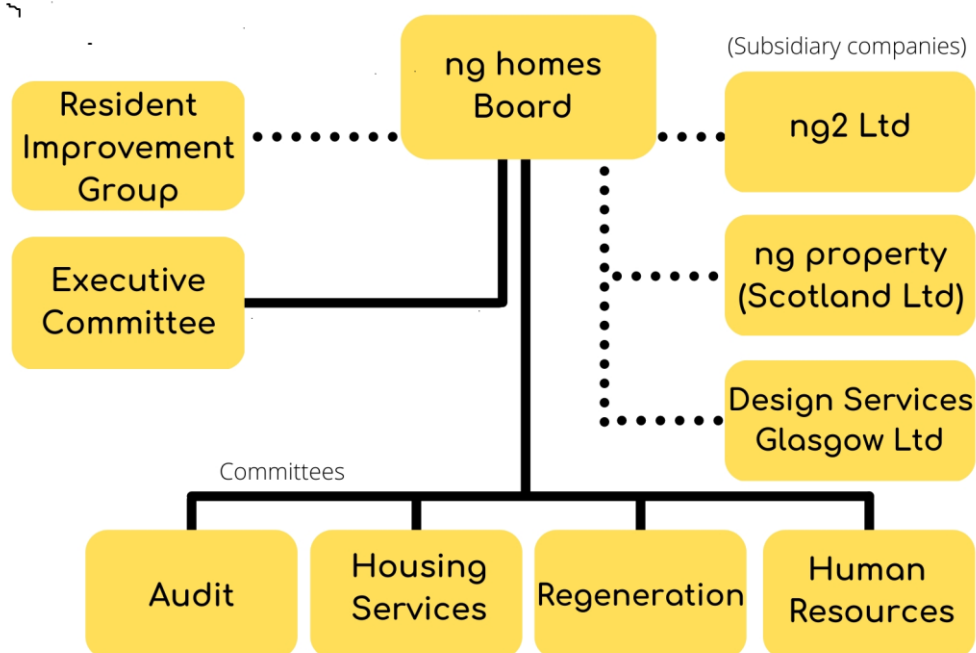 ng homes
Board
(Subsidiary companies)
Resident
Improvement
Group
ng2 Ltd
Executive
Committee
ng property
(Scotland Ltd)
Design Services
Glasgow Ltd
Committees
Audit
Housing
Services
Regeneration
Human
Resources